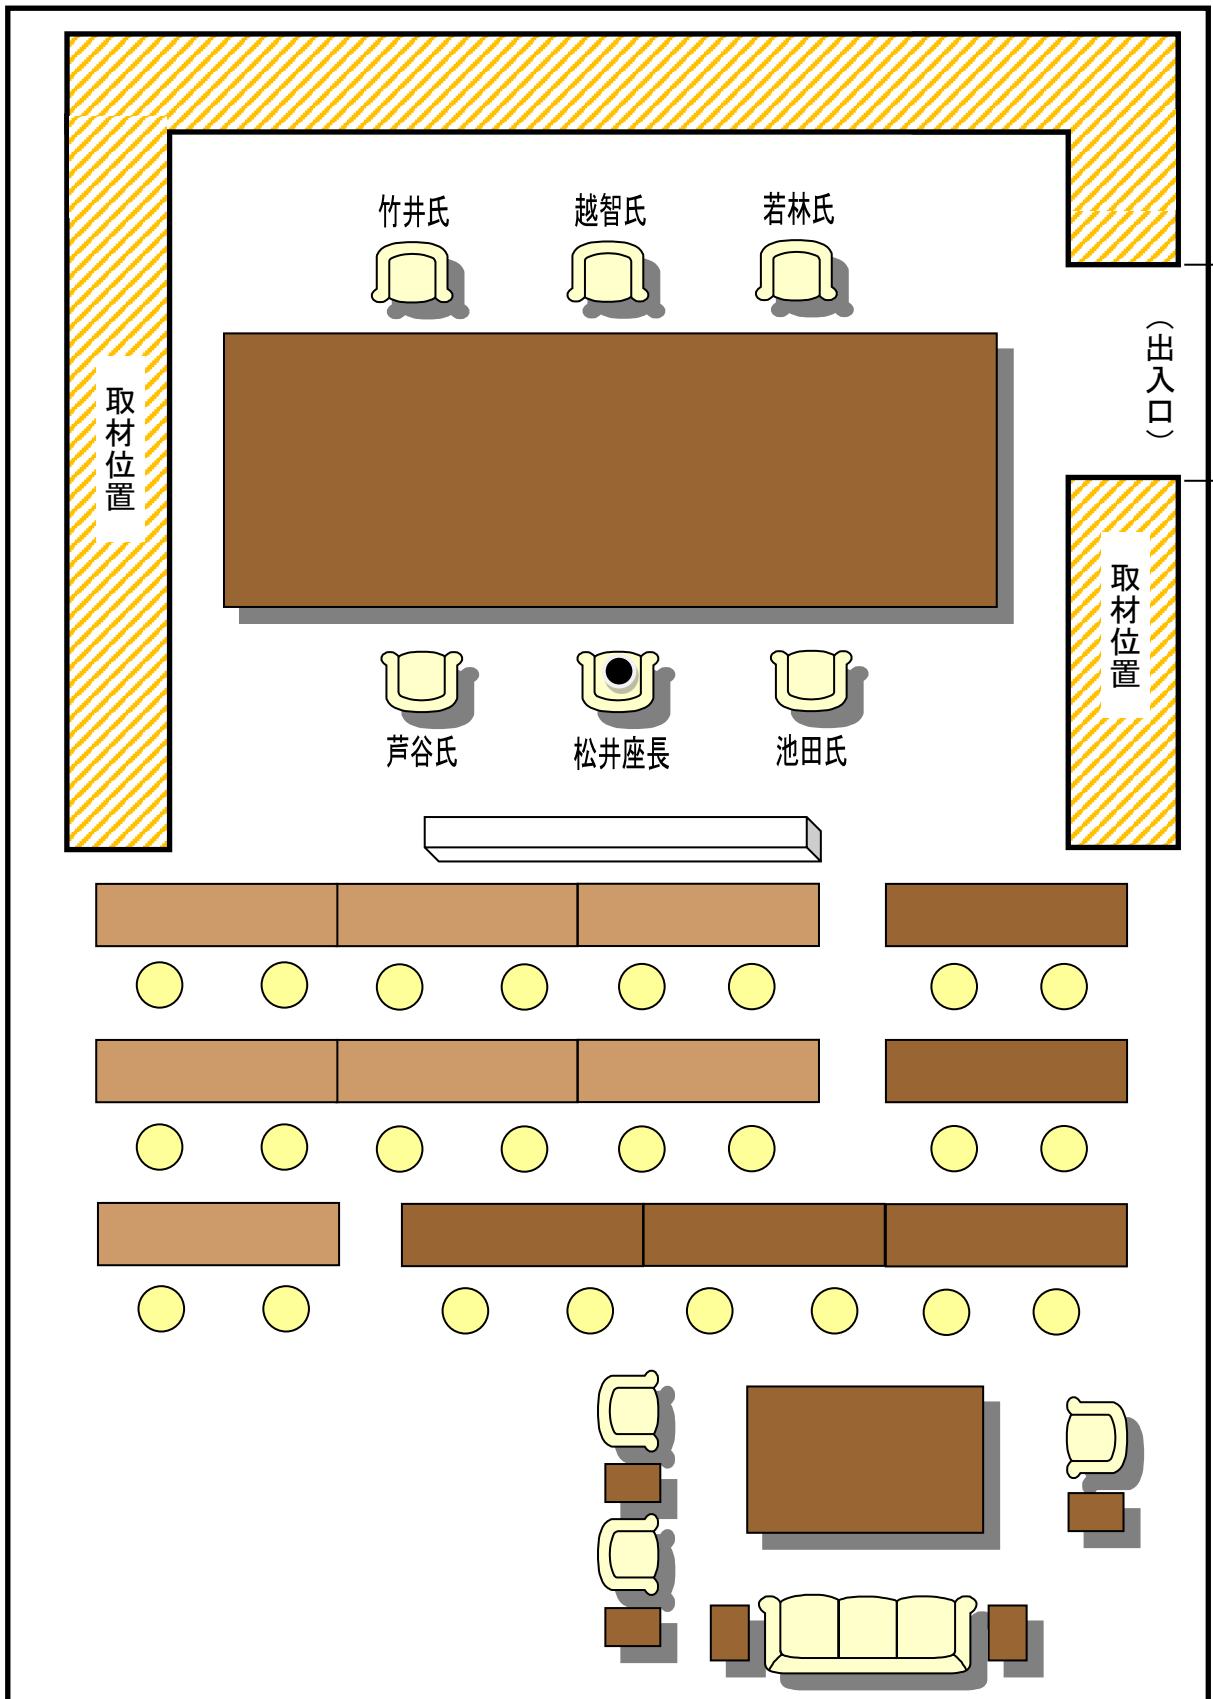 竹井氏
越智氏
若林氏
（出入口）
取材位置
取材位置
芦谷氏
松井座長
池田氏